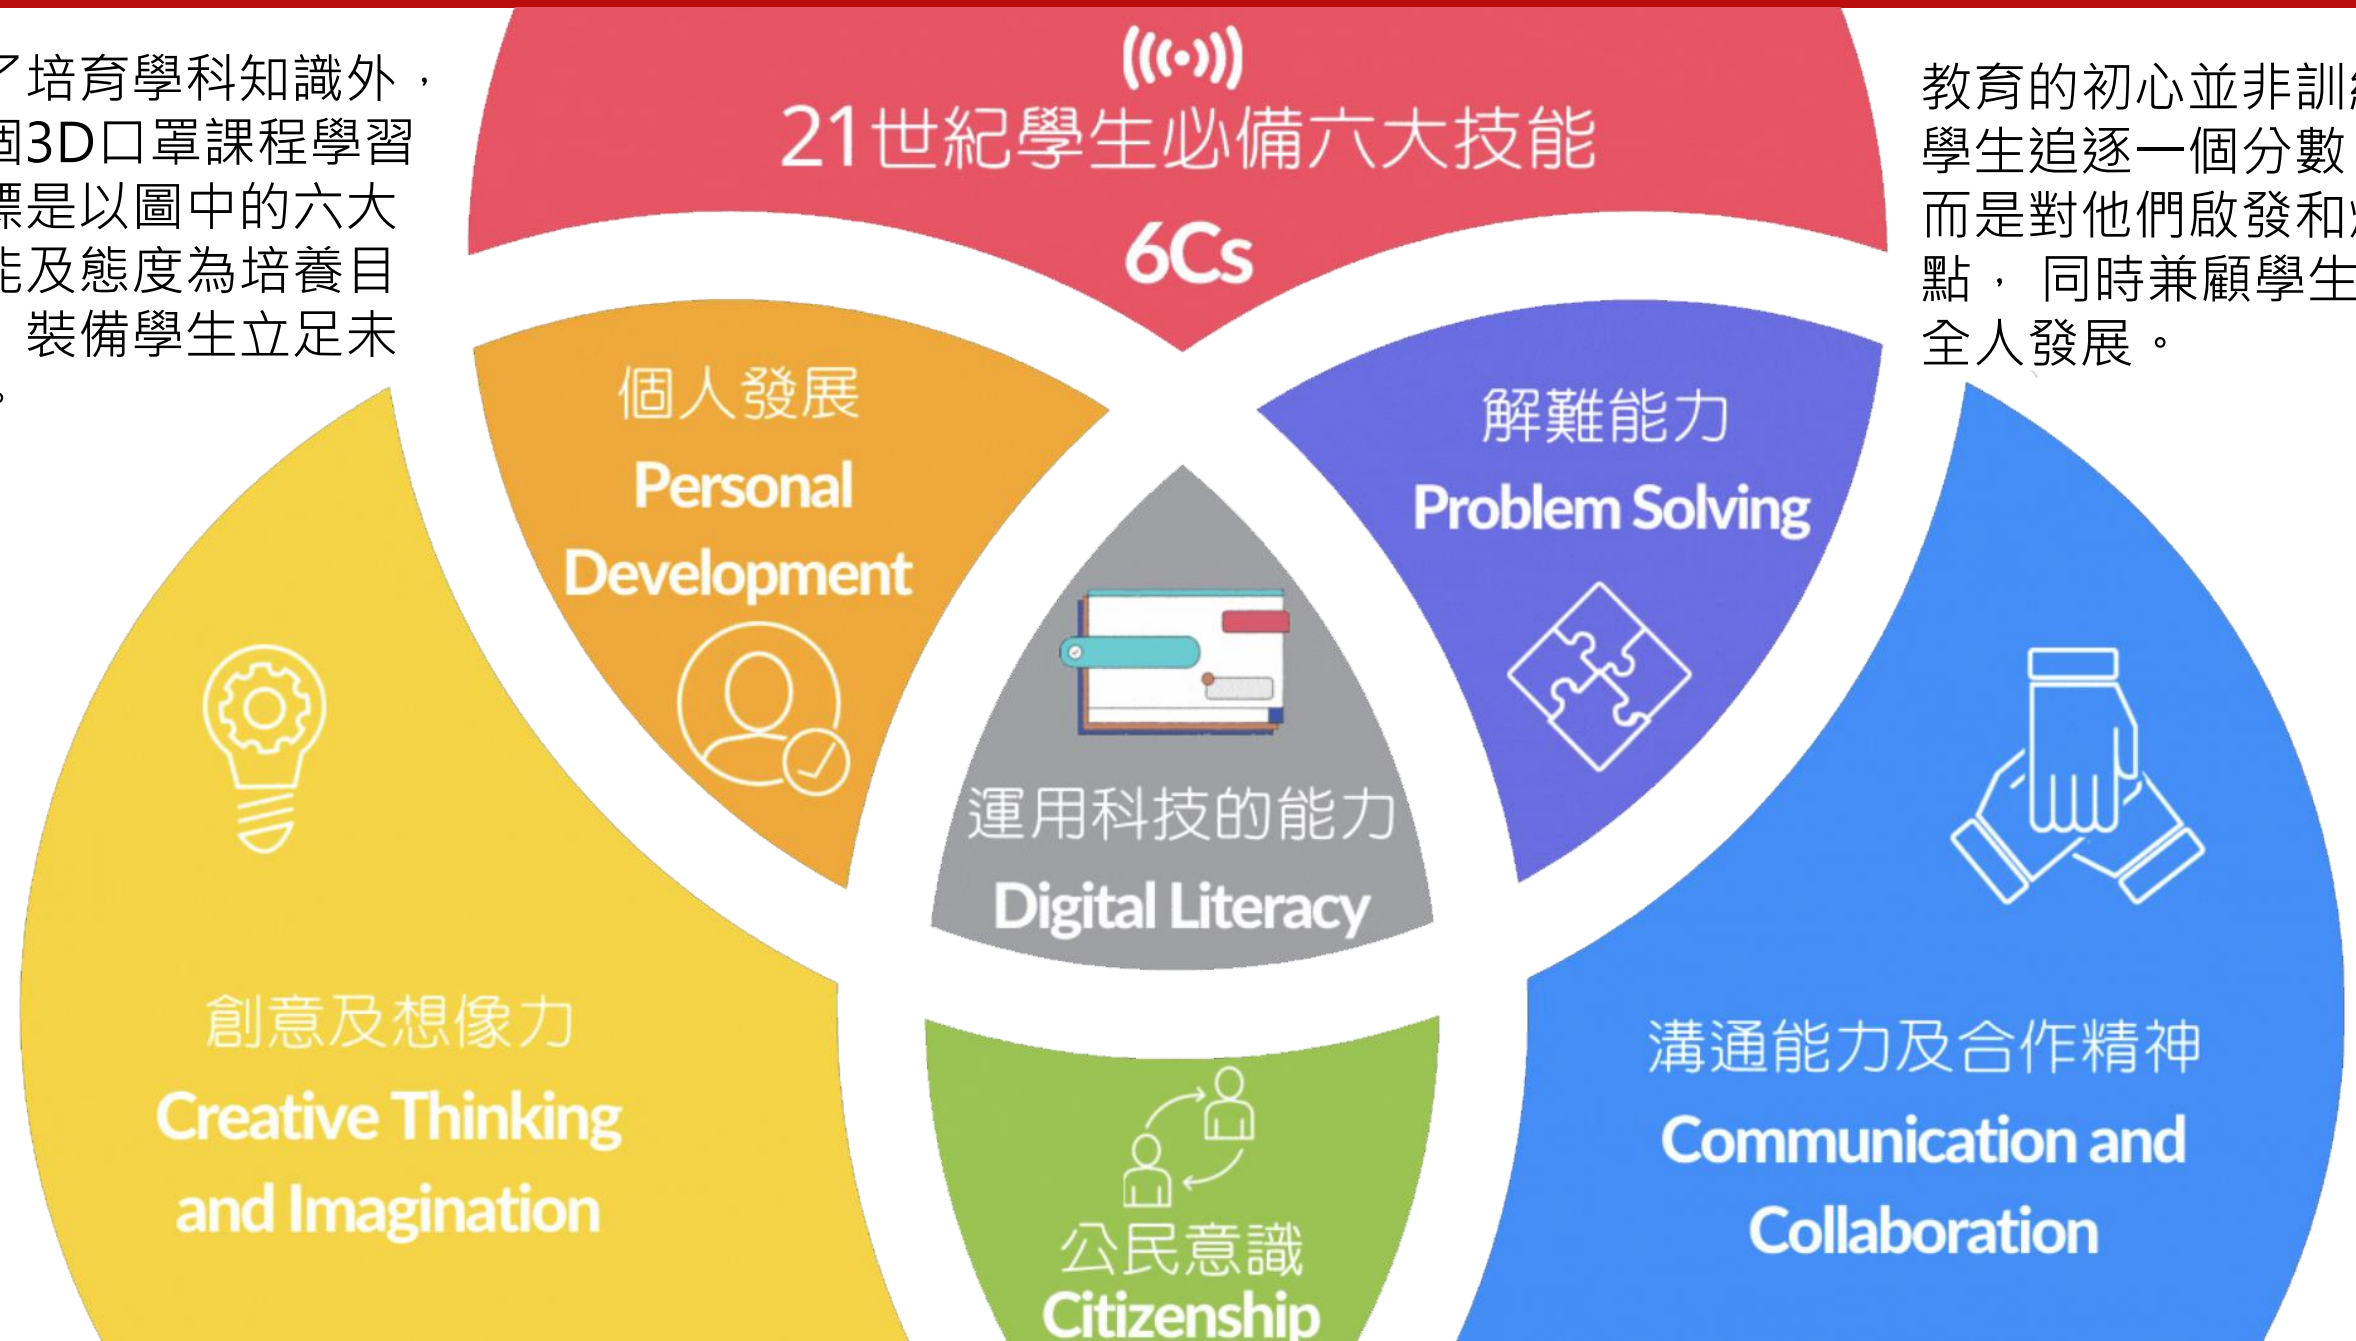 培育學科知識外，
3D口罩課程學習
是以圖中的六大
及態度為培養目
裝備學生立足未
。
21世紀學生必備六大技能
6Cs
教育的初心並非訓
學生追逐一個分數
而是對他們啟發和
點， 同時兼顧學生
全人發展。
個人發展
Personal
Development
解難能力
Problem Solving
運用科技的能力
Digital Literacy
創意及想像力
Creative Thinking
and Imagination
溝通能力及合作精神
Communication and
Collaboration
公民意識
Citizenship